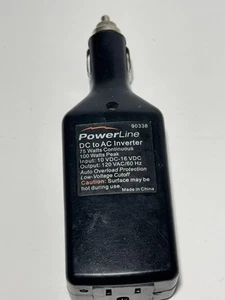 90338
PowerLine
DC to AC Inverter
75 Watts Continuous
100 Watts Peak
Input: 10 VDC-16 VDC
Output: 120 VAC/60 Hz
Auto Overload Protection
Low-Voltage Cutoff
Caution: Surface may be
hot during use
Made in China